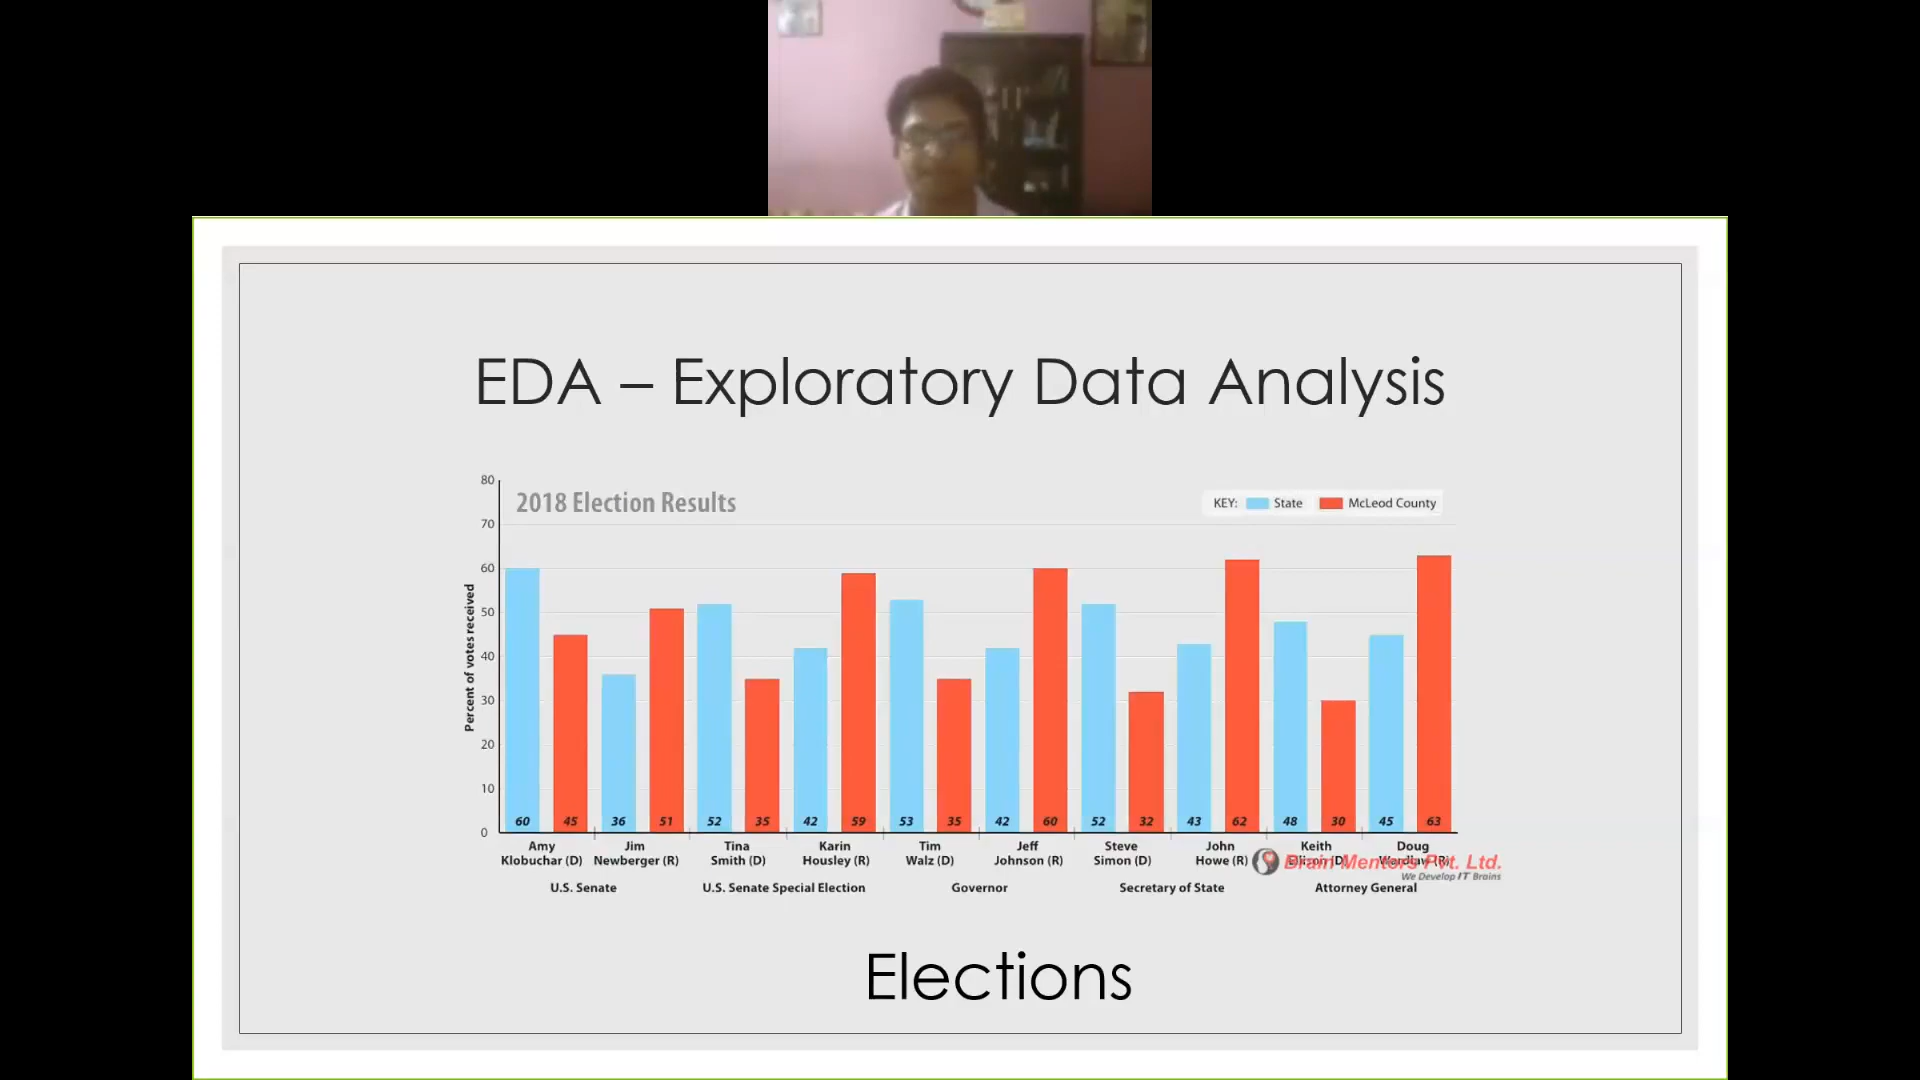 EDA – Exploratory Data Analysis
80
2018 Election Results
KEY: State McLeod County
70
60
50
40
30
20
10
0
Percent of votes received
60 45 36 51 52 35 42 59 53 35 42 60 52 32 43 62 48 30 45 63
Amy Jim Tina Karin Tim Jeff Steve John Keith Doug
Klobuchar (D) Newberger (R) Smith (D) Housley (R) Walz (D) Johnson (R) Simon (D) Howe (R)
Brain Mentors Pvt. Ltd.
We Develop IT Brains
U.S. Senate U.S. Senate Special Election Governor Secretary of State Attorney General
Elections